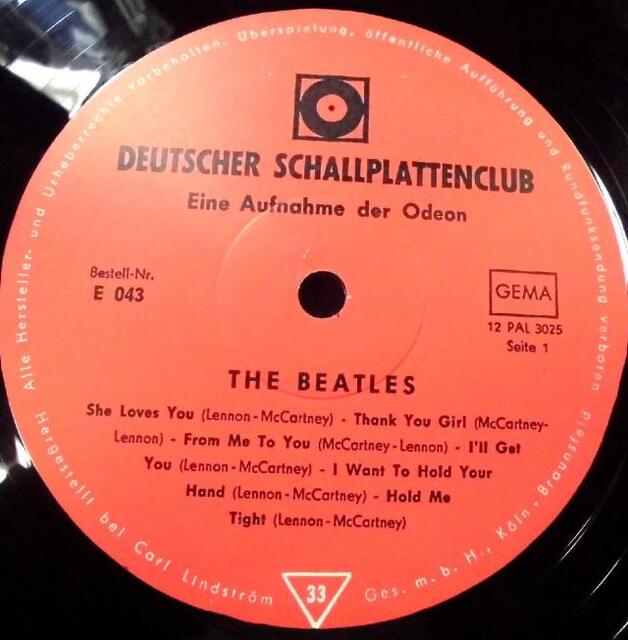 Alle Hersteller- und Urheberrechte vorbehalten. Überspielung, öffentliche Aufführung und Rundfunksendung verboten
DEUTSCHER SCHALLPLATTENCLUB
Eine Aufnahme der Odeon
Bestell-Nr.
E 043
GEMA
12 PAL 3025
Seite 1
THE BEATLES
She Loves You (Lennon-McCartney) - Thank You Girl (McCartney-
Lennon) - From Me To You (McCartney-Lennon) - I'll Get
You (Lennon-McCartney) - I Want To Hold Your
Hand (Lennon-McCartney) - Hold Me
Tight (Lennon-McCartney)
33
Hergestellt bei Carl Lindström Ges. m. b. H., Köln - Braunsfeld